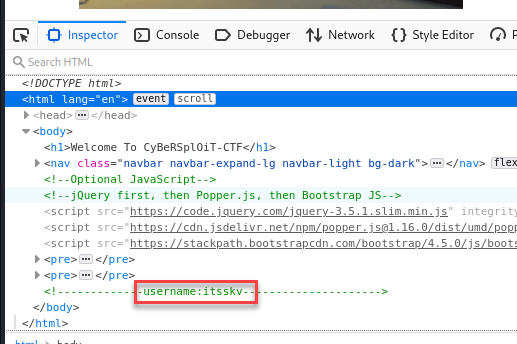 Inspector Console Debugger Network Style Editor
Search HTML
<!DOCTYPE html>
<html lang="en"> event scroll
<head> ··· </head>
<body>
<h1>Welcome To CyBeRSplOiT-CTF</h1>
<nav class="navbar navbar-expand-lg navbar-light bg-dark"> ··· </nav> flex
<!--Optional JavaScript-->
<!--jQuery first, then Popper.js, then Bootstrap JS-->
<script src="https://code.jquery.com/jquery-3.5.1.slim.min.js" integrity
<script src="https://cdn.jsdelivr.net/npm/popper.js@1.16.0/dist/umd/popp
<script src="https://stackpath.bootstrapcdn.com/bootstrap/4.5.0/js/boots
<pre> ··· </pre>
<pre> ··· </pre>
<!-------------username:itsskv--------------------->
</body>
</html>
html body